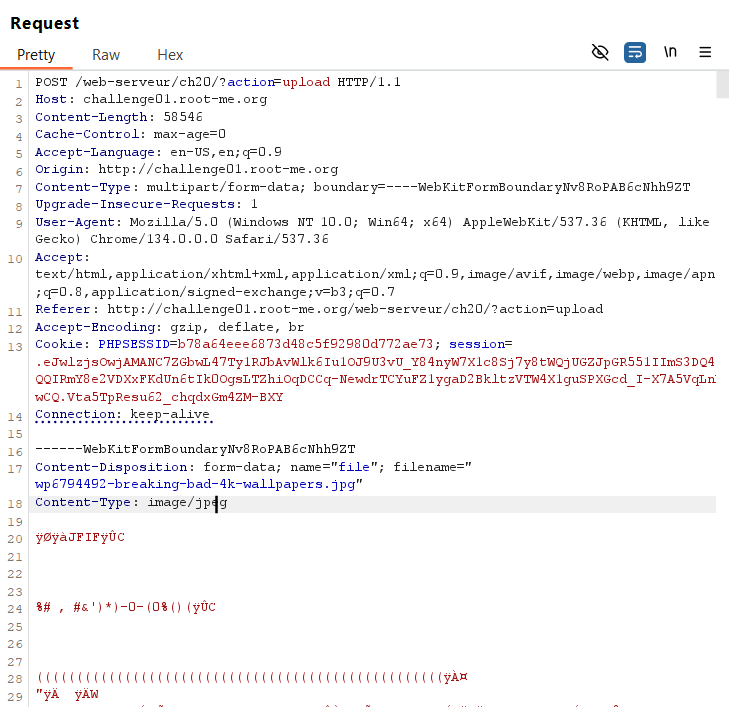 Request
Pretty Raw Hex \n
1 POST /web-serveur/ch20/?action=upload HTTP/1.1
2 Host: challenge01.root-me.org
3 Content-Length: 58546
4 Cache-Control: max-age=0
5 Accept-Language: en-US,en;q=0.9
6 Origin: http://challenge01.root-me.org
7 Content-Type: multipart/form-data; boundary=----WebKitFormBoundaryNv8RoPAB6cNhh9ZT
8 Upgrade-Insecure-Requests: 1
9 User-Agent: Mozilla/5.0 (Windows NT 10.0; Win64; x64) AppleWebKit/537.36 (KHTML, like
Gecko) Chrome/134.0.0.0 Safari/537.36
10 Accept:
text/html,application/xhtml+xml,application/xml;q=0.9,image/avif,image/webp,image/apn
;q=0.8,application/signed-exchange;v=b3;q=0.7
11 Referer: http://challenge01.root-me.org/web-serveur/ch20/?action=upload
12 Accept-Encoding: gzip, deflate, br
13 Cookie: PHPSESSID=b78a64eee6873d48c5f92980d772ae73; session=
14 Connection: keep-alive
15
16 ------WebKitFormBoundaryNv8RoPAB6cNhh9ZT
17 Content-Disposition: form-data; name="file"; filename="
wp6794492-breaking-bad-4k-wallpapers.jpg"
18 Content-Type: image/jpeg
19
20 ÿØÿàJFIFÿÛC
21
22
23
24 %# , #&')*)-0-(0%()(ÿÛC
25
26
27
28 ÿÀ¤
29 "ÿÄ ÿÄW